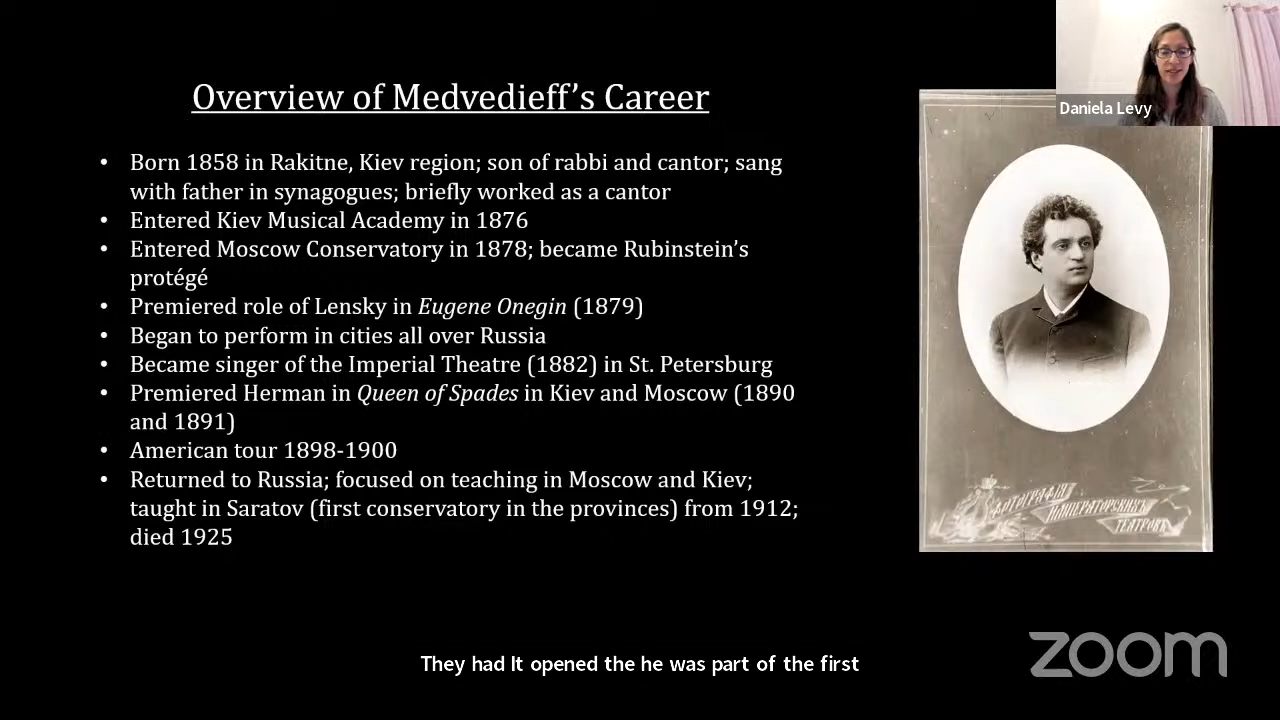 Overview of Medvedieff's Career
Daniela Levy
• Born 1858 in Rakitne, Kiev region; son of rabbi and cantor; sang
with father in synagogues; briefly worked as a cantor
• Entered Kiev Musical Academy in 1876
• Entered Moscow Conservatory in 1878; became Rubinstein's
protégé
• Premiered role of Lensky in Eugene Onegin (1879)
• Began to perform in cities all over Russia
• Became singer of the Imperial Theatre (1882) in St. Petersburg
• Premiered Herman in Queen of Spades in Kiev and Moscow (1890
and 1891)
• American tour 1898-1900
• Returned to Russia; focused on teaching in Moscow and Kiev;
taught in Saratov (first conservatory in the provinces) from 1912;
died 1925
ФОТОГРАФІЯ
ИМПЕРАТОРСКИХЪ
ТЕАТРОВЪ
They had It opened the he was part of the first
zoom